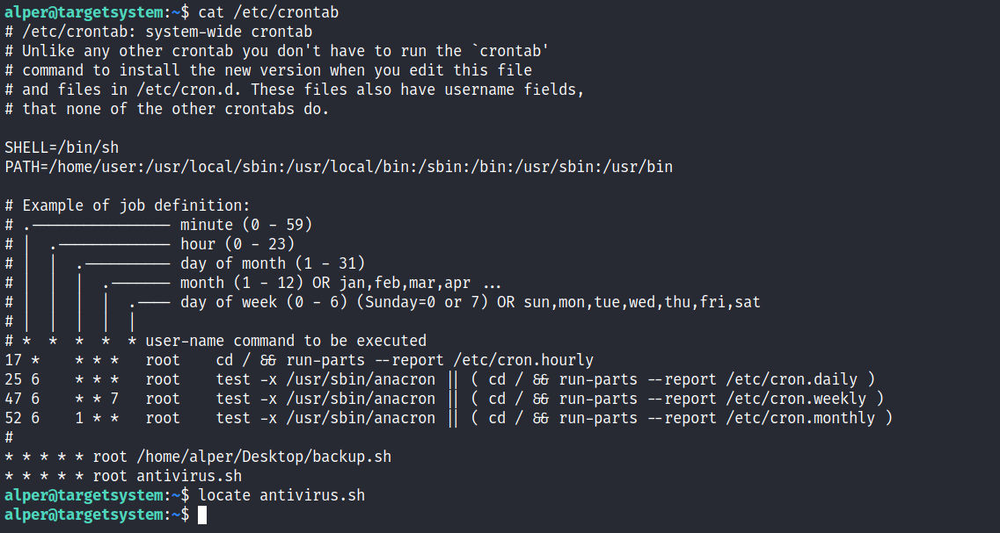 alper@targetsystem:~$ cat /etc/crontab
# /etc/crontab: system-wide crontab
# Unlike any other crontab you don't have to run the `crontab'
# command to install the new version when you edit this file
# and files in /etc/cron.d. These files also have username fields,
# that none of the other crontabs do.

SHELL=/bin/sh
PATH=/home/user:/usr/local/sbin:/usr/local/bin:/sbin:/bin:/usr/sbin:/usr/bin

# Example of job definition:
# .---------------- minute (0 - 59)
# |  .------------- hour (0 - 23)
# |  |  .---------- day of month (1 - 31)
# |  |  |  .------- month (1 - 12) OR jan,feb,mar,apr ...
# |  |  |  |  .---- day of week (0 - 6) (Sunday=0 or 7) OR sun,mon,tue,wed,thu,fri,sat
# |  |  |  |  |
# *  *  *  *  * user-name command to be executed
17 *    * * *   root    cd / && run-parts --report /etc/cron.hourly
25 6    * * *   root    test -x /usr/sbin/anacron || ( cd / && run-parts --report /etc/cron.daily )
47 6    * * 7   root    test -x /usr/sbin/anacron || ( cd / && run-parts --report /etc/cron.weekly )
52 6    1 * *   root    test -x /usr/sbin/anacron || ( cd / && run-parts --report /etc/cron.monthly )
#
* * * * * root /home/alper/Desktop/backup.sh
* * * * * root antivirus.sh
alper@targetsystem:~$ locate antivirus.sh
alper@targetsystem:~$